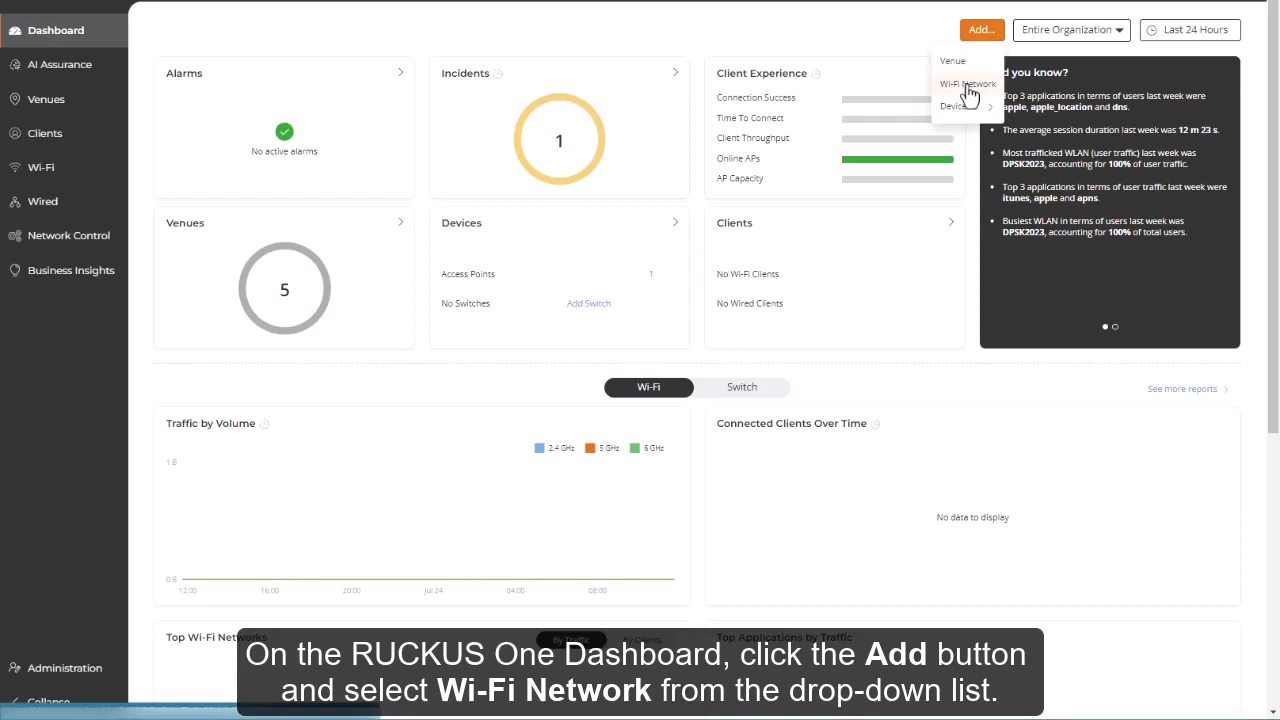 Dashboard
AI Assurance
Venues
Clients
Wi-Fi
Wired
Network Control
Business Insights
Administration
Collapse
Add...
Entire Organization
Last 24 Hours
Venue
Wi-Fi Network
Device
Alarms
No active alarms
Incidents
1
Client Experience
Connection Success
Time To Connect
Client Throughput
Online APs
AP Capacity
d you know?
Top 3 applications in terms of users last week were
apple, apple_location and dns.
The average session duration last week was 12 m 23 s.
Most trafficked WLAN (user traffic) last week was
DPSK2023, accounting for 100% of user traffic.
Top 3 applications in terms of user traffic last week were
itunes, apple and apns.
Busiest WLAN in terms of users last week was
DPSK2023, accounting for 100% of total users.
Venues
5
Devices
Access Points 1
No Switches Add Switch
Clients
No Wi-Fi Clients
No Wired Clients
Wi-Fi Switch
See more reports
Traffic by Volume
2.4 GHz 5 GHz 6 GHz
1 B
0 B
12:00 16:00 20:00 Jul 24 04:00 08:00
Connected Clients Over Time
No data to display
Top Wi-Fi Networks
By Traffic By Clients
Top Applications by Traffic
On the RUCKUS One Dashboard, click the Add button
and select Wi-Fi Network from the drop-down list.